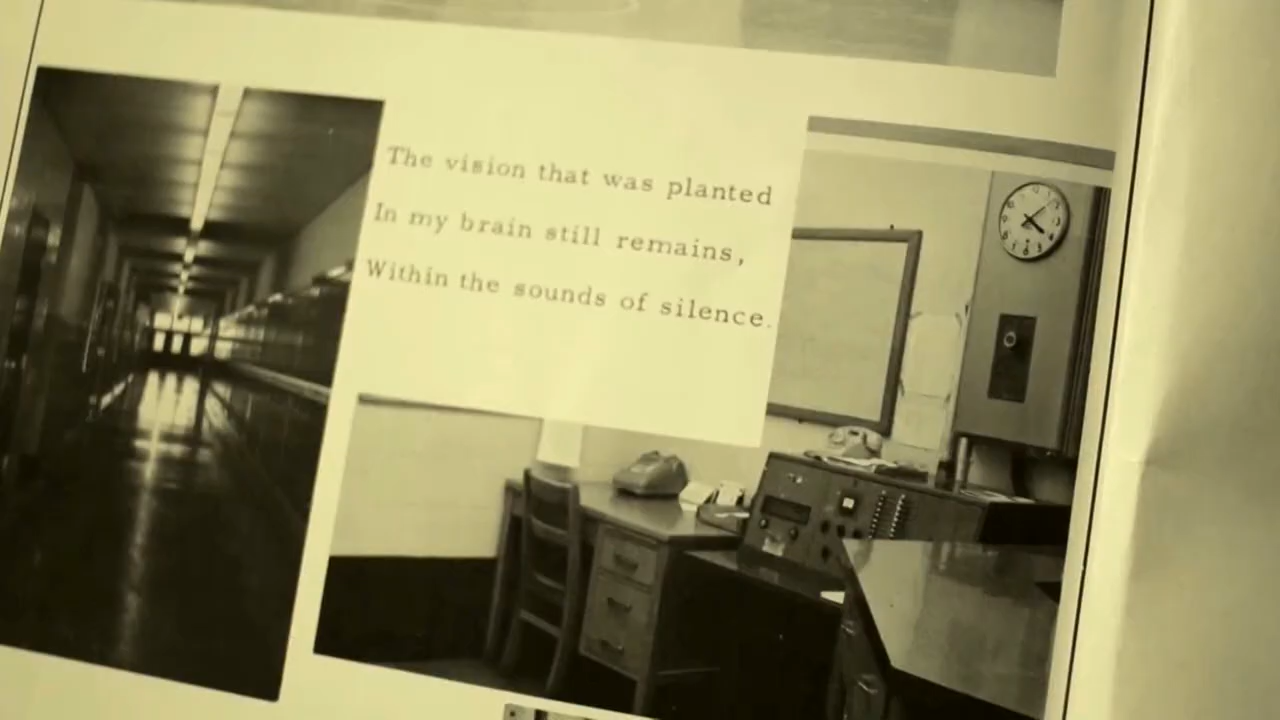 The vision that was planted
In my brain still remains,
Within the sounds of silence.